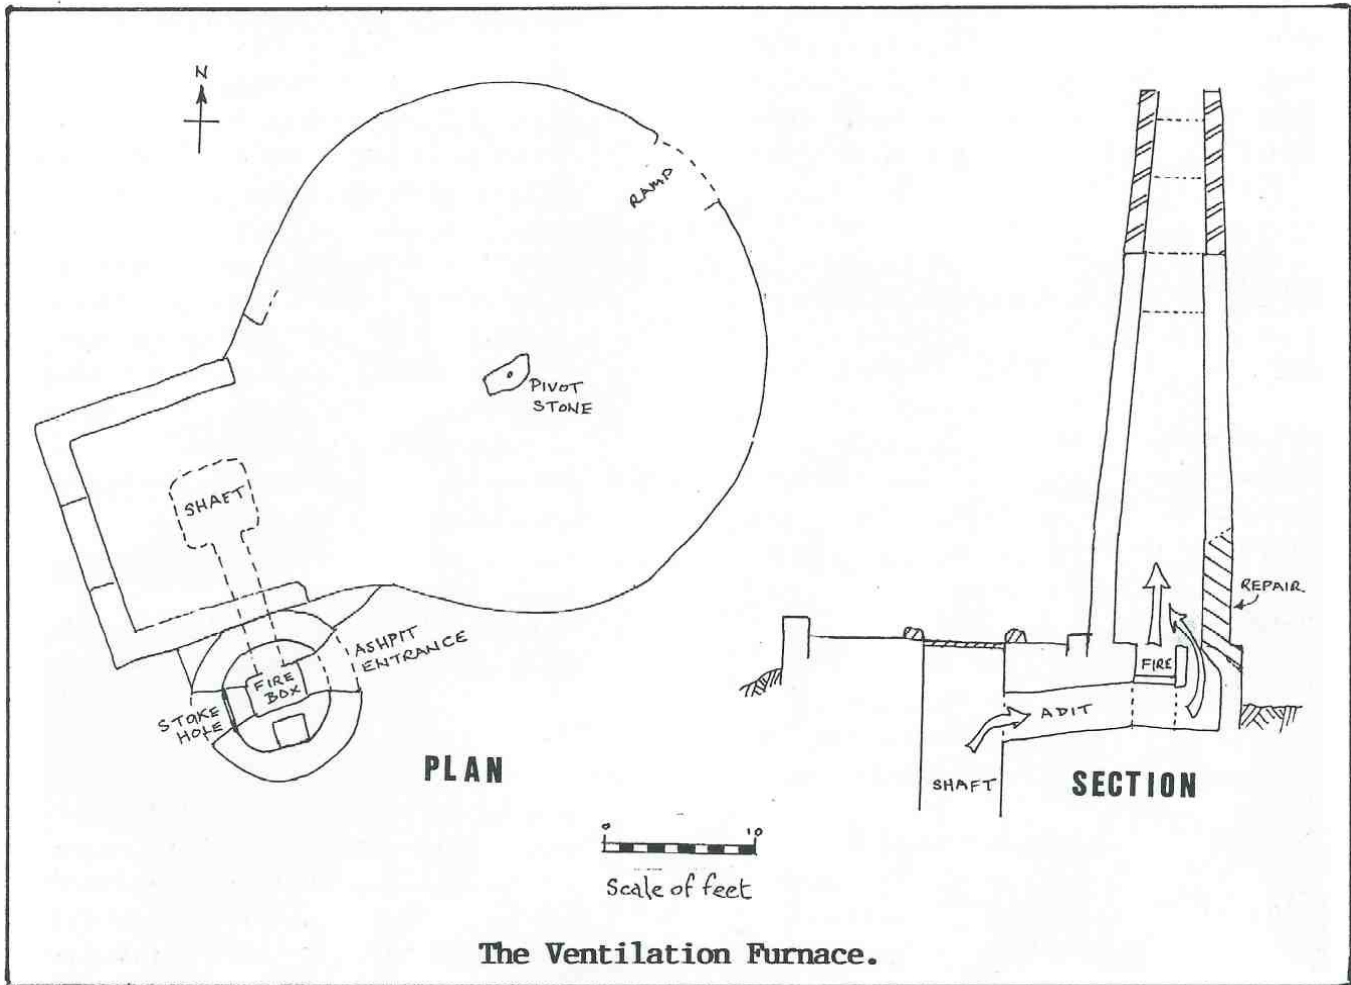 N
RAMP
PIVOT
STONE
SHAFT
ASHPIT
ENTRANCE
FIRE
BOX
STOKE
HOLE
PLAN
REPAIR
FIRE
ADIT
SHAFT
SECTION
0 10
Scale of feet
The Ventilation Furnace.